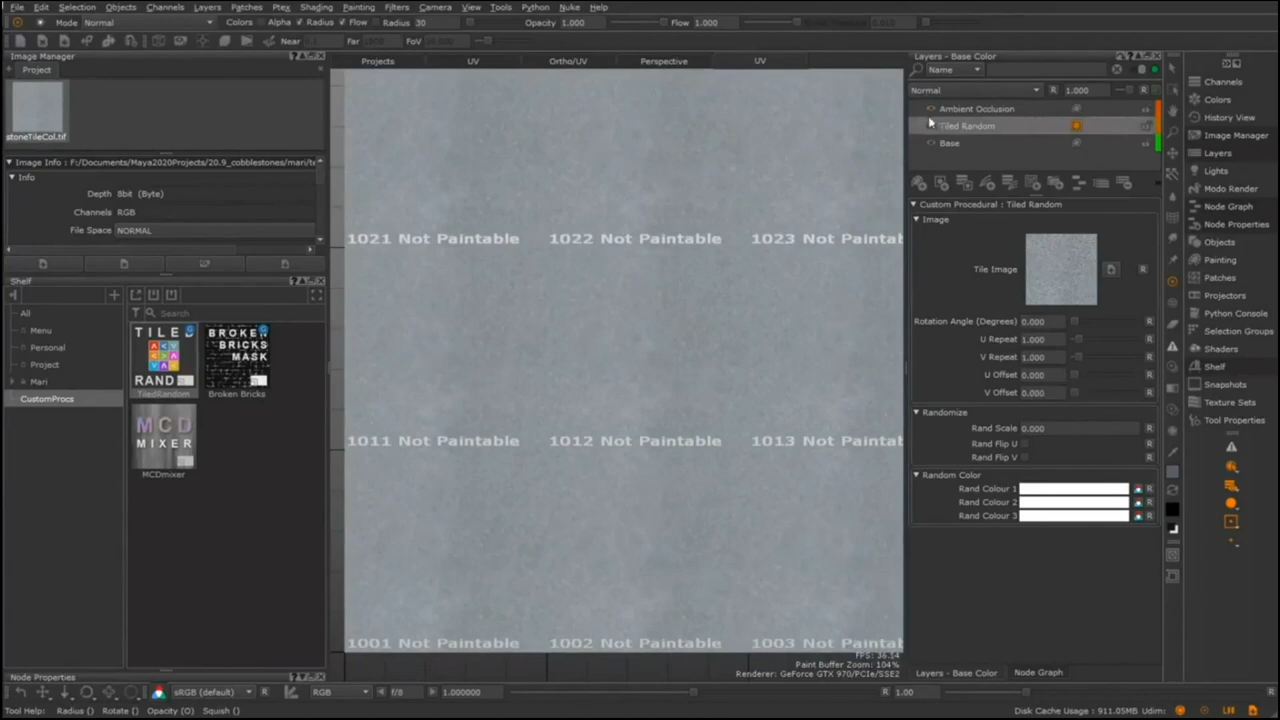 File Edit Selection Objects Channels Layers Patches Ptex Shading Painting Filters Camera View Tools Python Nuke Help
Mode Normal Colors Alpha Radius Flow Radius 30 Opacity 1.000 Flow 1.000
Near Far FoV
Image Manager
Project
stoneTileCol.tif
Image Info : F:/Documents/Maya2020Projects/20.9_cobblestones/mari/te
Info
Depth 8bit (Byte)
Channels RGB
File Space NORMAL
Shelf
Search
All
Menu
Personal
Project
Mari
CustomProcs
TILED
RAND
TiledRandom
BROKEN
BRICKS
MASK
Broken Bricks
MCD
MIXER
MCDmixer
Node Properties
Projects UV Ortho/UV Perspective UV
1021 Not Paintable 1022 Not Paintable 1023 Not Paintab
1011 Not Paintable 1012 Not Paintable 1013 Not Paintab
1001 Not Paintable 1002 Not Paintable 1003 Not Paintab
FPS: 36.14
Paint Buffer Zoom: 104%
Renderer: GeForce GTX 970/PCIe/SSE2
Layers - Base Color
Name
Normal R 1.000 R
Ambient Occlusion
Tiled Random
Base
Custom Procedural : Tiled Random
Image
Tile Image R
Rotation Angle (Degrees) 0.000 R
U Repeat 1.000 R
V Repeat 1.000 R
U Offset 0.000 R
V Offset 0.000 R
Randomize
Rand Scale 0.000 R
Rand Flip U R
Rand Flip V R
Random Color
Rand Colour 1 R
Rand Colour 2 R
Rand Colour 3 R
Layers - Base Color Node Graph
Channels
Colors
History View
Image Manager
Layers
Lights
Modo Render
Node Graph
Node Properties
Objects
Painting
Patches
Projectors
Python Console
Selection Groups
Shaders
Shelf
Snapshots
Texture Sets
Tool Properties
sRGB (default) R RGB f/8 1.000000 R 1.00 R
Tool Help: Radius () Rotate () Opacity (O) Squish () Disk Cache Usage : 911.05MB Udim: